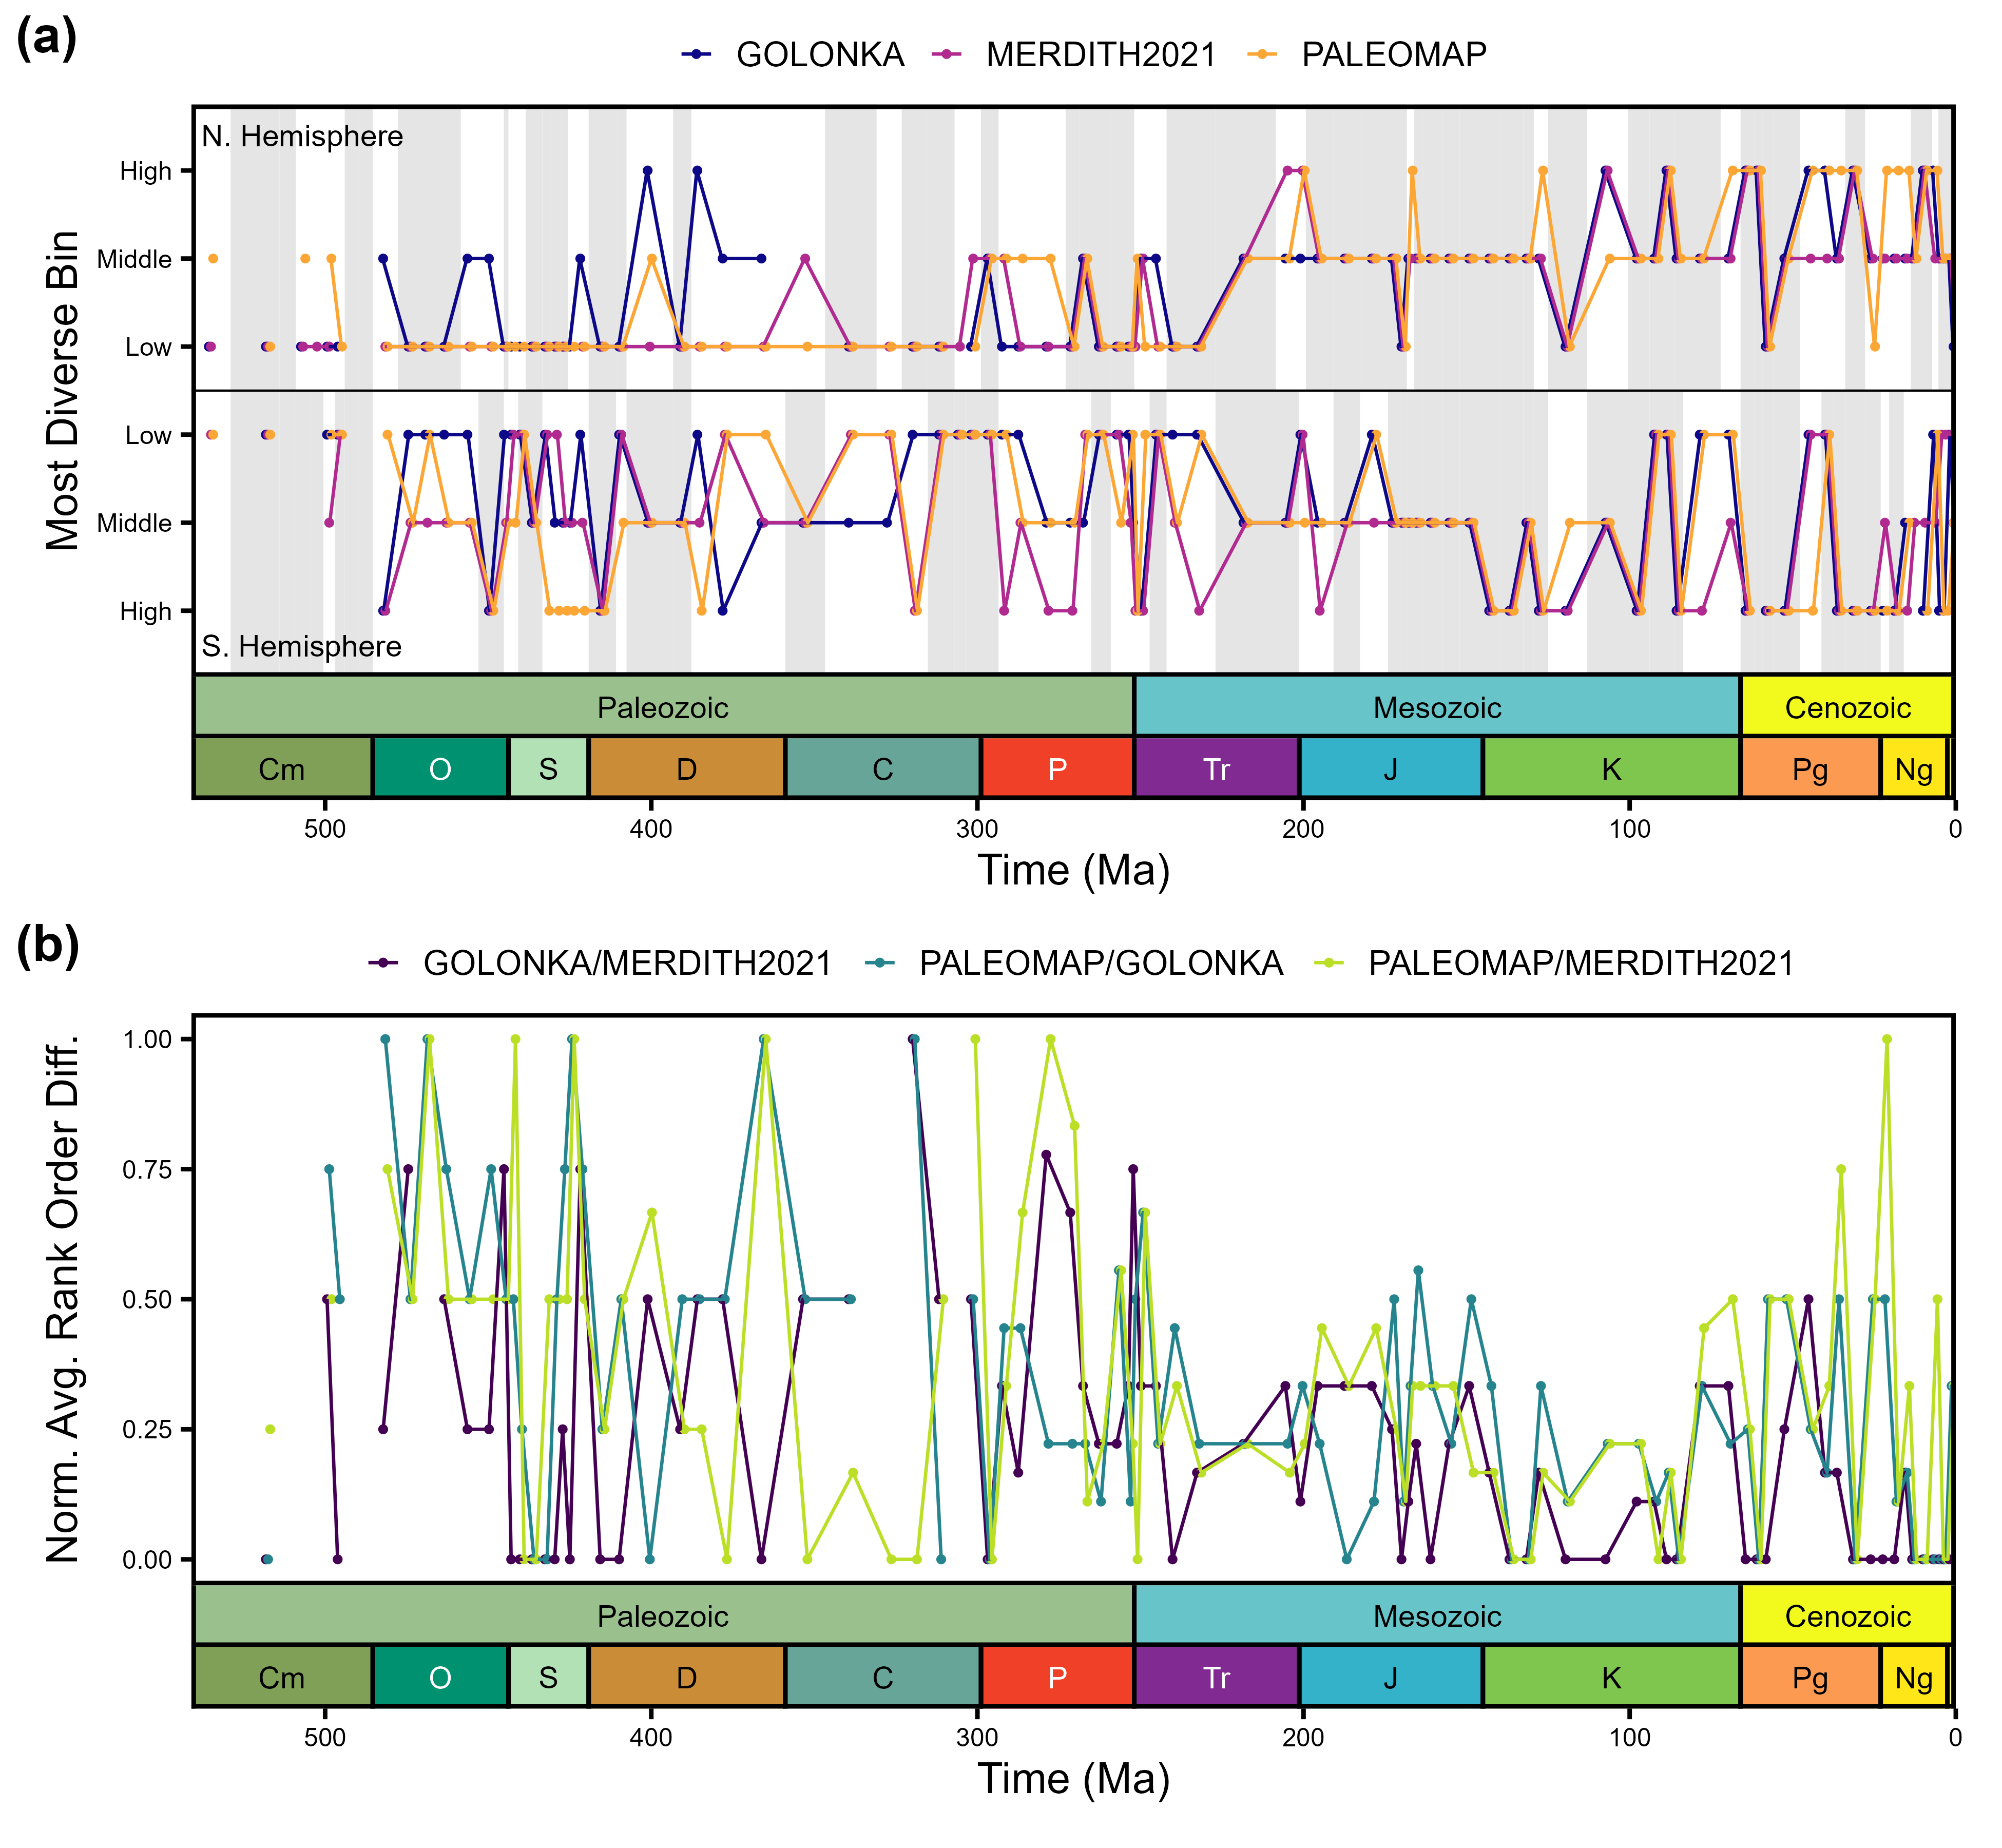 (a)
GOLONKA MERDITH2021 PALEOMAP
N. Hemisphere
High
Middle
Low
Low
Middle
High
S. Hemisphere
Most Diverse Bin
Paleozoic Mesozoic Cenozoic
Cm O S D C P Tr J K Pg Ng
500 400 300 200 100 0
Time (Ma)
(b)
GOLONKA/MERDITH2021 PALEOMAP/GOLONKA PALEOMAP/MERDITH2021
1.00
0.75
0.50
0.25
0.00
Norm. Avg. Rank Order Diff.
Paleozoic Mesozoic Cenozoic
Cm O S D C P Tr J K Pg Ng
500 400 300 200 100 0
Time (Ma)